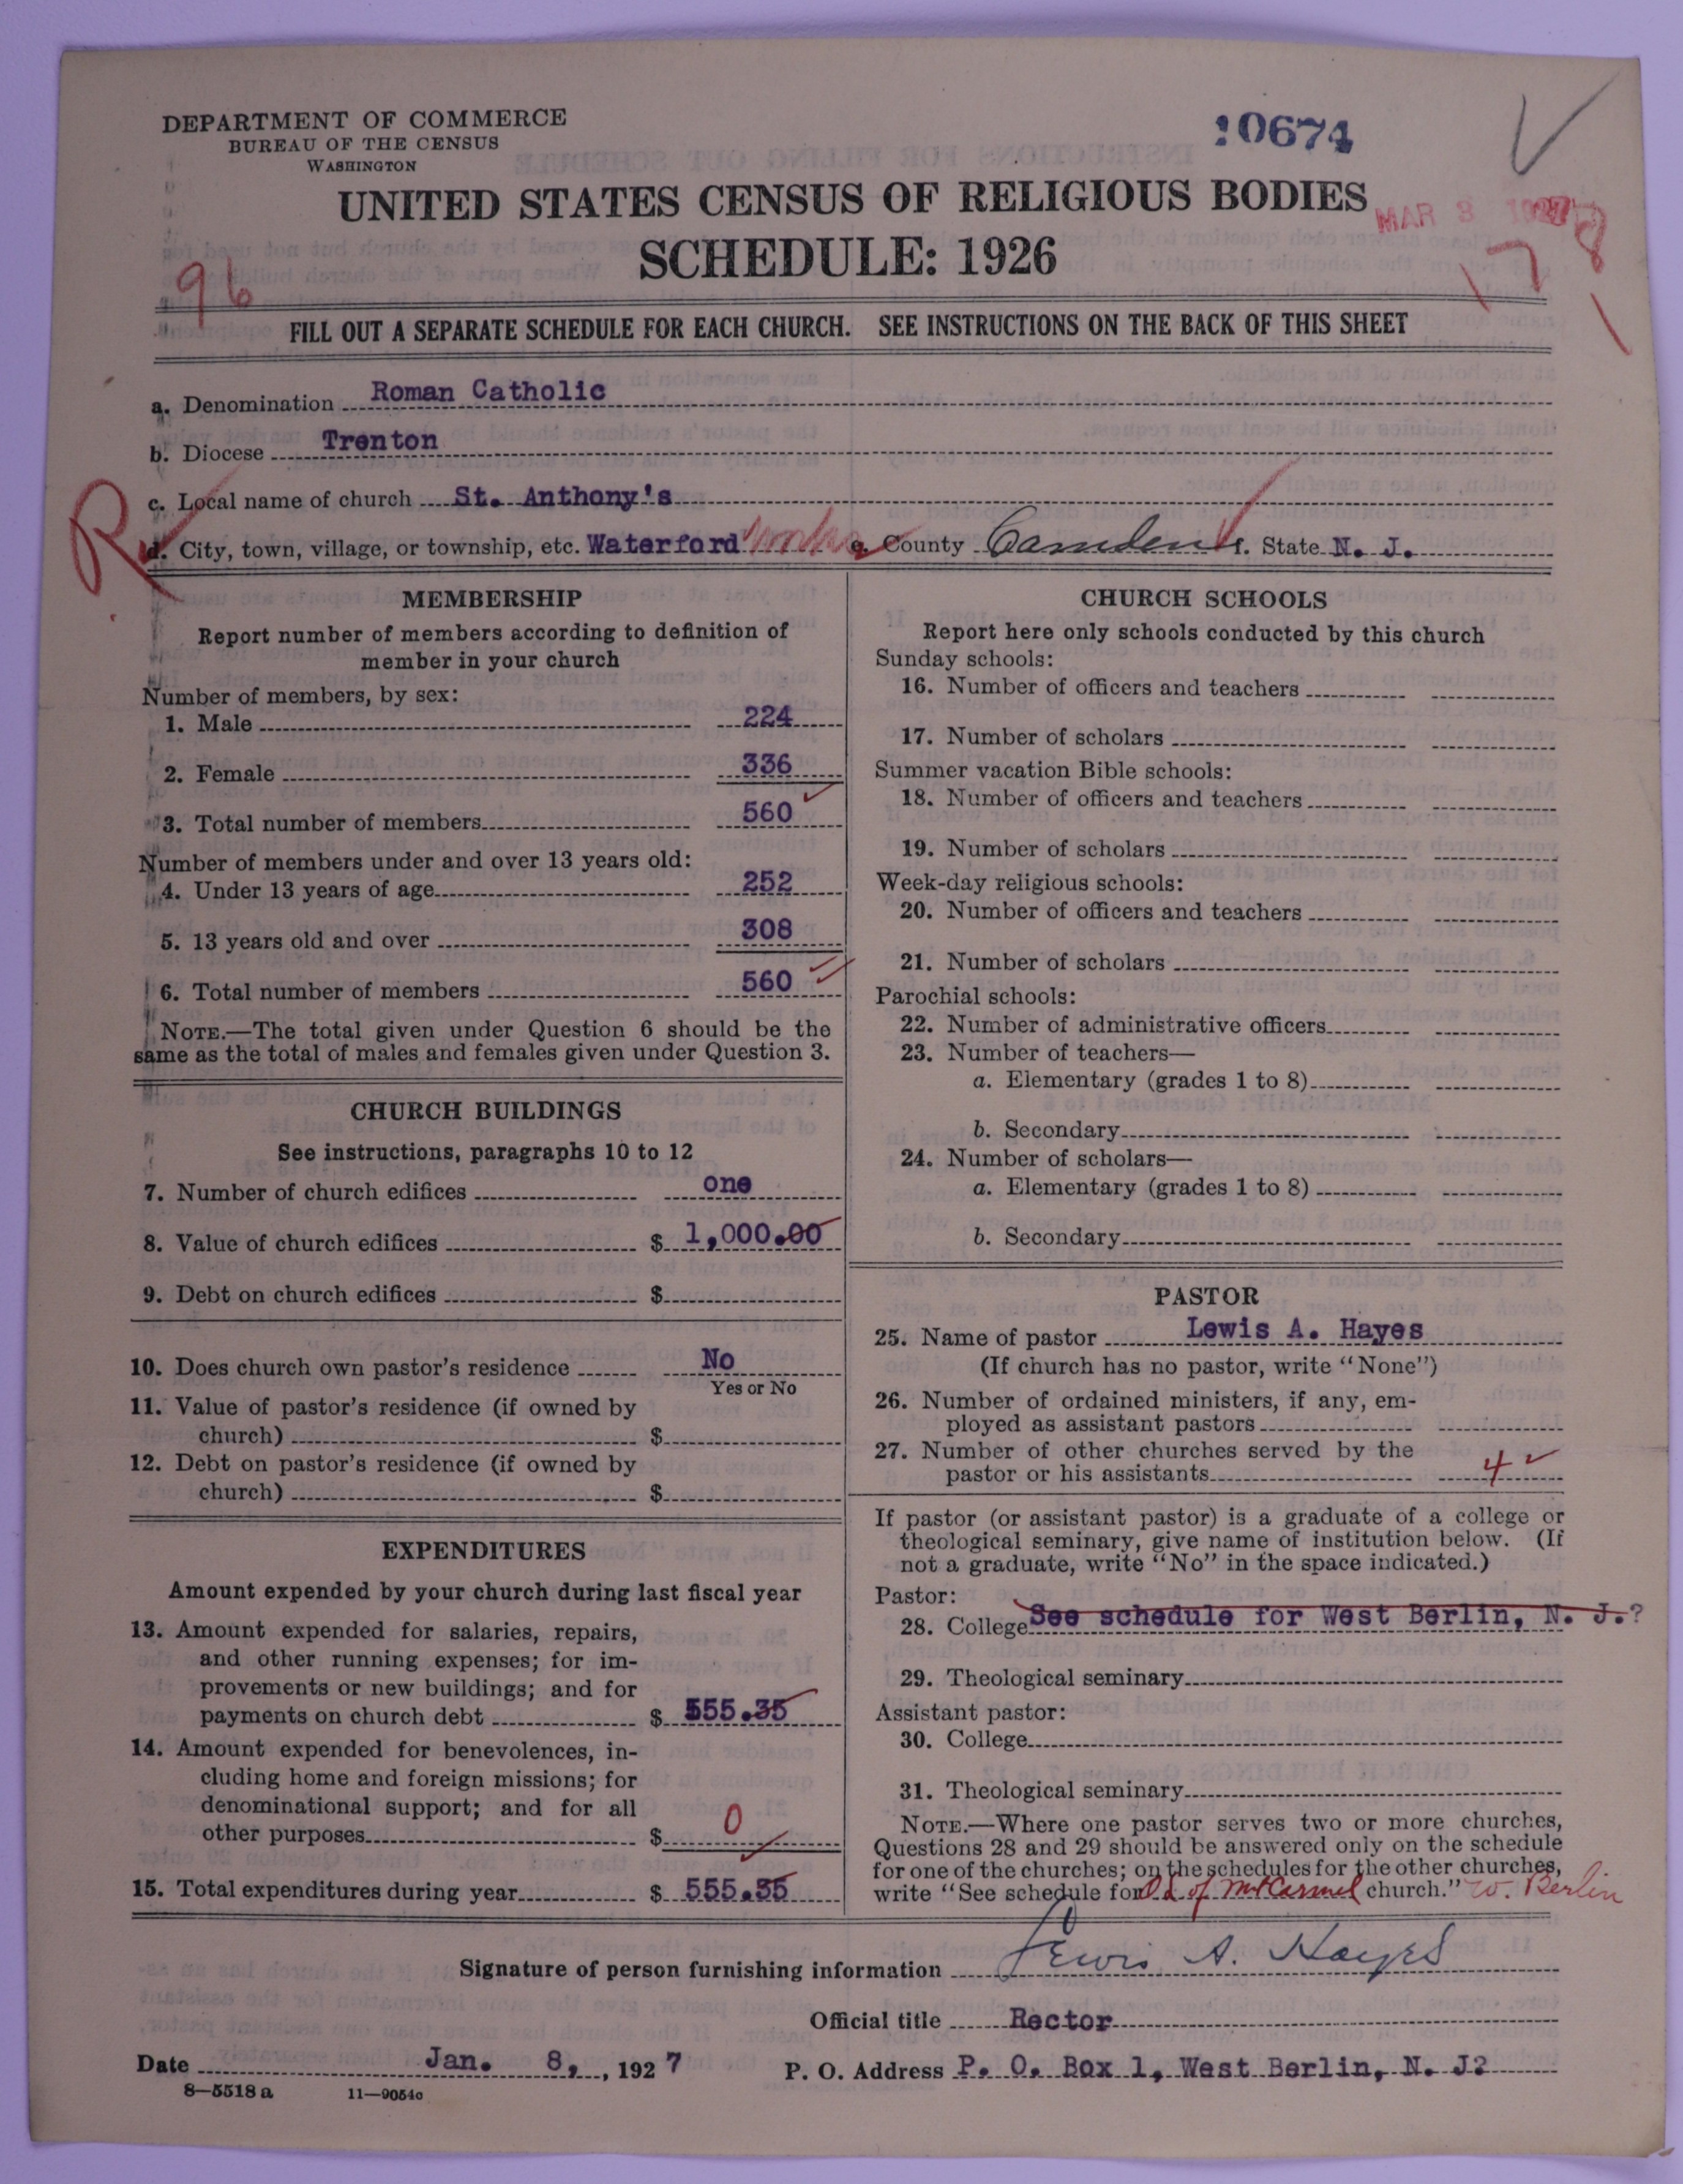 DEPARTMENT OF COMMERCE
BUREAU OF THE CENSUS
WASHINGTON
10674
UNITED STATES CENSUS OF RELIGIOUS BODIES
MAR 3
SCHEDULE: 1926
178
96
FILL OUT A SEPARATE SCHEDULE FOR EACH CHURCH. SEE INSTRUCTIONS ON THE BACK OF THIS SHEET
a. Denomination Roman Catholic
b. Diocese Trenton
c. Local name of church St. Anthony's
R
d. City, town, village, or township, etc. Waterford Works e. County Camden f. State N. J.
MEMBERSHIP
Report number of members according to definition of
member in your church
Number of members, by sex:
1. Male 224
2. Female 336
3. Total number of members 560
Number of members under and over 13 years old:
4. Under 13 years of age 252
5. 13 years old and over 308
6. Total number of members 560
NOTE.—The total given under Question 6 should be the
same as the total of males and females given under Question 3.
CHURCH BUILDINGS
See instructions, paragraphs 10 to 12
7. Number of church edifices one
8. Value of church edifices $ 1,000.00
9. Debt on church edifices $
10. Does church own pastor's residence No
Yes or No
11. Value of pastor's residence (if owned by
church) $
12. Debt on pastor's residence (if owned by
church) $
EXPENDITURES
Amount expended by your church during last fiscal year
13. Amount expended for salaries, repairs,
and other running expenses; for im-
provements or new buildings; and for
payments on church debt $ 555.35
14. Amount expended for benevolences, in-
cluding home and foreign missions; for
denominational support; and for all
other purposes $ 0
15. Total expenditures during year $ 555.35
CHURCH SCHOOLS
Report here only schools conducted by this church
Sunday schools:
16. Number of officers and teachers
17. Number of scholars
Summer vacation Bible schools:
18. Number of officers and teachers
19. Number of scholars
Week-day religious schools:
20. Number of officers and teachers
21. Number of scholars
Parochial schools:
22. Number of administrative officers
23. Number of teachers—
a. Elementary (grades 1 to 8)
b. Secondary
24. Number of scholars—
a. Elementary (grades 1 to 8)
b. Secondary
PASTOR
25. Name of pastor Lewis A. Hayes
(If church has no pastor, write "None")
26. Number of ordained ministers, if any, em-
ployed as assistant pastors
27. Number of other churches served by the
pastor or his assistants 4
If pastor (or assistant pastor) is a graduate of a college or
theological seminary, give name of institution below. (If
not a graduate, write "No" in the space indicated.)
Pastor:
28. College See schedule for West Berlin, N. J.?
29. Theological seminary
Assistant pastor:
30. College
31. Theological seminary
NOTE.—Where one pastor serves two or more churches,
Questions 28 and 29 should be answered only on the schedule
for one of the churches; on the schedules for the other churches,
write "See schedule for O L of Mt Carmel church." W. Berlin
Signature of person furnishing information Lewis A. Hayes
Official title Rector
Date Jan. 8, 1927 P. O. Address P. O. Box 1, West Berlin, N. J?
8—5518 a 11—9054c